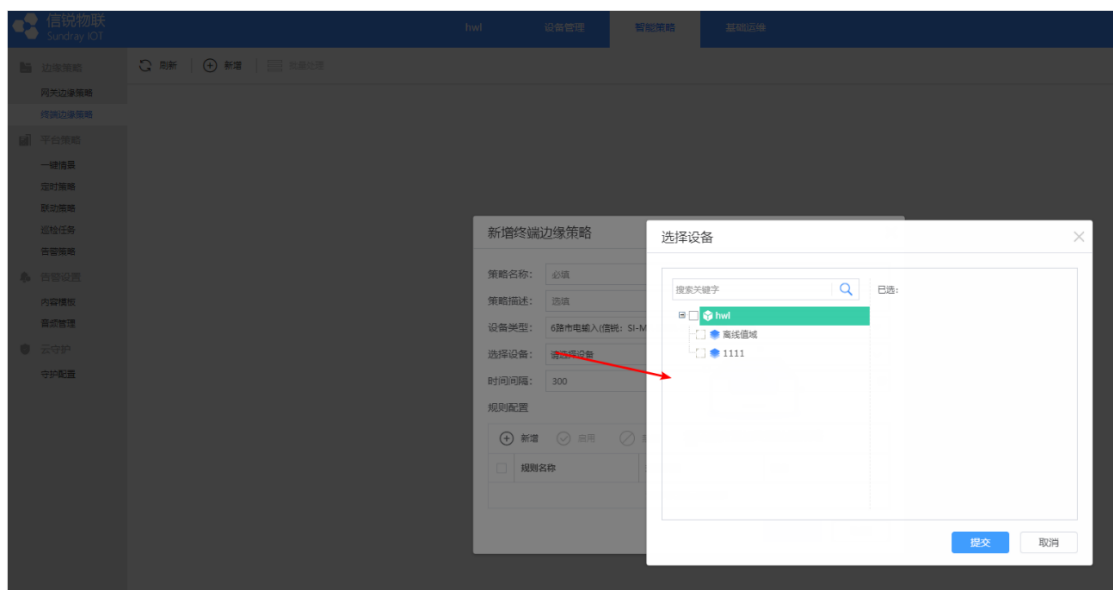 信锐物联
Sundray IOT
hwl
设备管理
智能策略
基础运维
边缘策略
网关边缘策略
终端边缘策略
平台策略
一键情景
定时策略
联动策略
巡检任务
告警策略
告警设置
内容模板
音频管理
云守护
守护配置
刷新
新增
新增终端边缘策略
策略名称: 必填
策略描述: 选填
设备类型: 6路市电输入(信锐: SI-M
选择设备: 请选择设备
时间间隔: 300
规则配置
新增
启用
规则名称
选择设备
搜索关键字
已选:
hwl
离线值域
1111
提交
取消